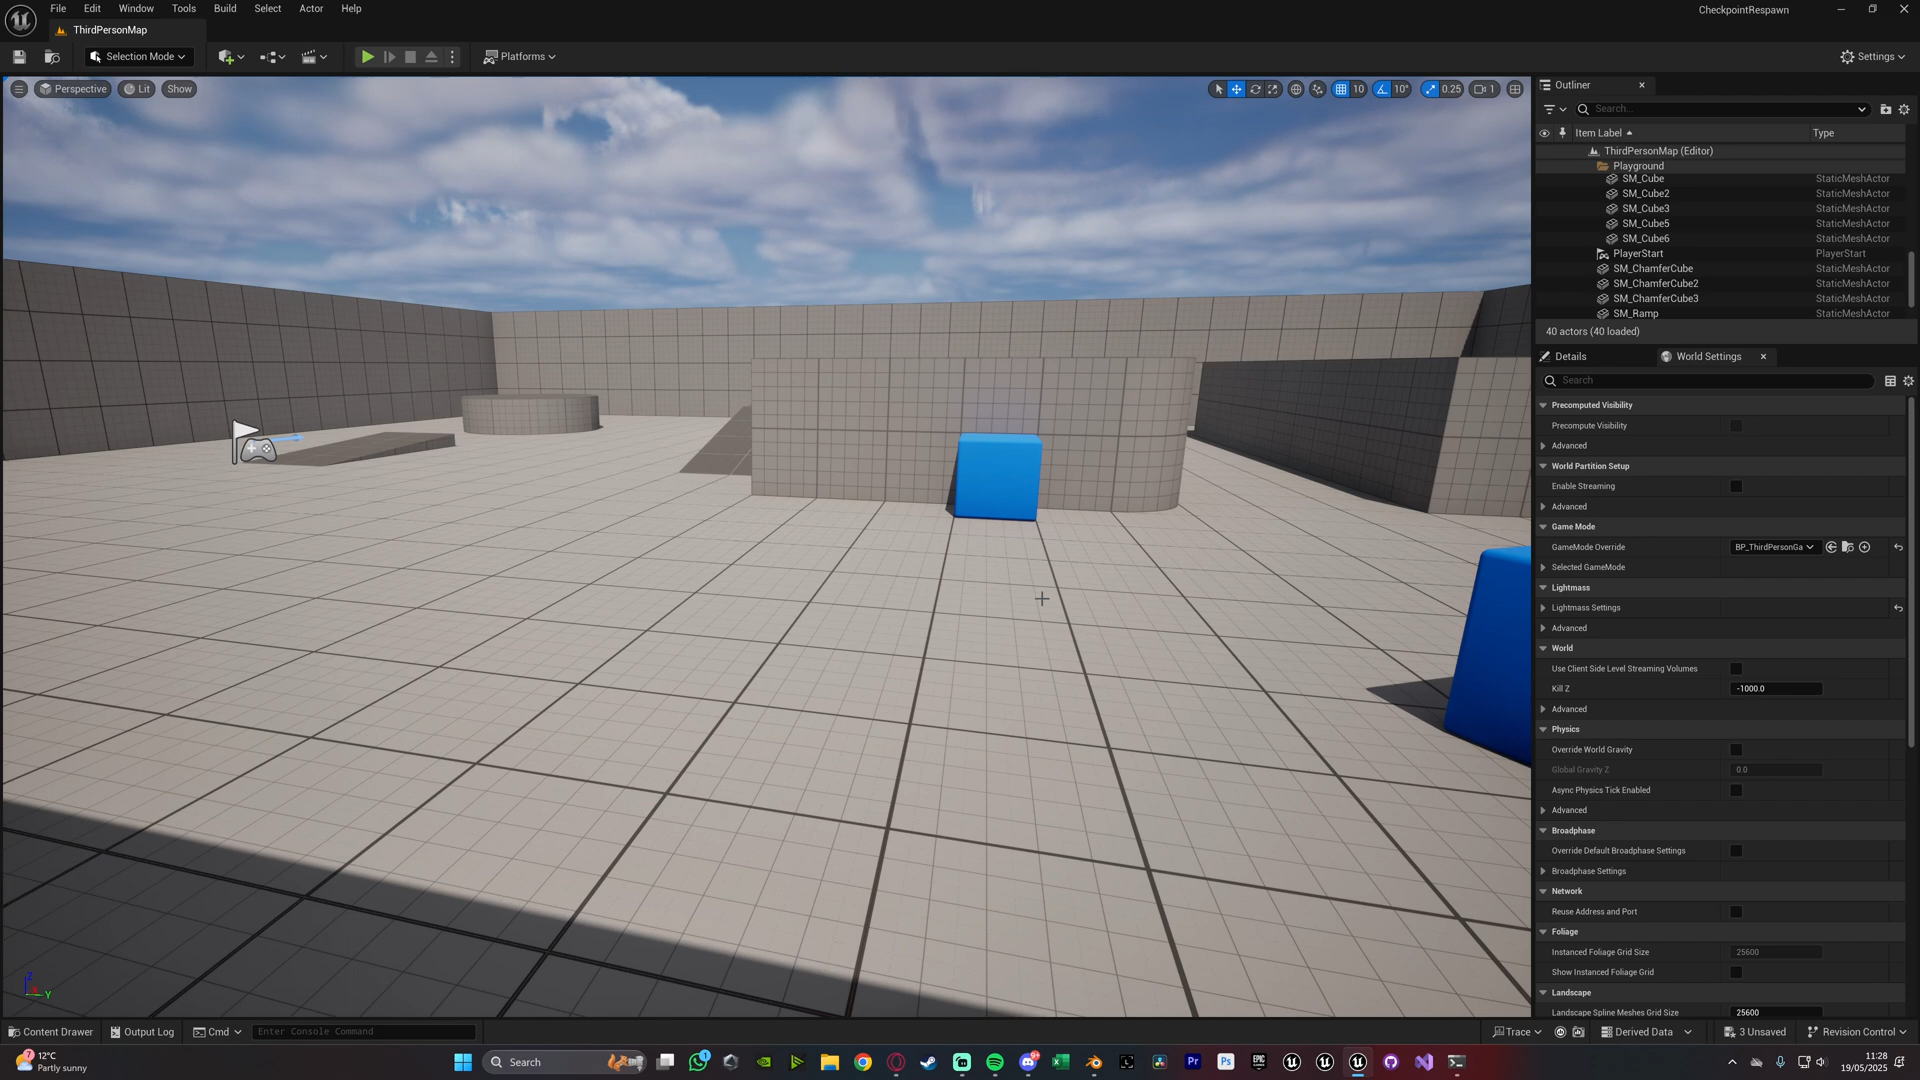 File Edit Window Tools Build Select Actor Help
CheckpointRespawn
ThirdPersonMap
Selection Mode
Platforms
Settings
Perspective
Lit
Show
10
10°
0.25
1
Outliner
Search...
Item Label
Type
ThirdPersonMap (Editor)
Playground
SM_Cube StaticMeshActor
SM_Cube2 StaticMeshActor
SM_Cube3 StaticMeshActor
SM_Cube5 StaticMeshActor
SM_Cube6 StaticMeshActor
PlayerStart PlayerStart
SM_ChamferCube StaticMeshActor
SM_ChamferCube2 StaticMeshActor
SM_ChamferCube3 StaticMeshActor
SM_Ramp StaticMeshActor
40 actors (40 loaded)
Details
World Settings
Search
Precomputed Visibility
Precompute Visibility
Advanced
World Partition Setup
Enable Streaming
Advanced
Game Mode
GameMode Override BP_ThirdPersonGa
Selected GameMode
Lightmass
Lightmass Settings
Advanced
World
Use Client Side Level Streaming Volumes
Kill Z -1000.0
Advanced
Physics
Override World Gravity
Global Gravity Z 0.0
Async Physics Tick Enabled
Advanced
Broadphase
Override Default Broadphase Settings
Broadphase Settings
Network
Reuse Address and Port
Foliage
Instanced Foliage Grid Size 25600
Show Instanced Foliage Grid
Landscape
Landscape Spline Meshes Grid Size 25600
Z
Y
Content Drawer
Output Log
Cmd
Enter Console Command
Trace
Derived Data
3 Unsaved
Revision Control
7
12°C
Partly sunny
Search
1
Pr
Ps
EPIC GAMES
11:28
19/05/2025